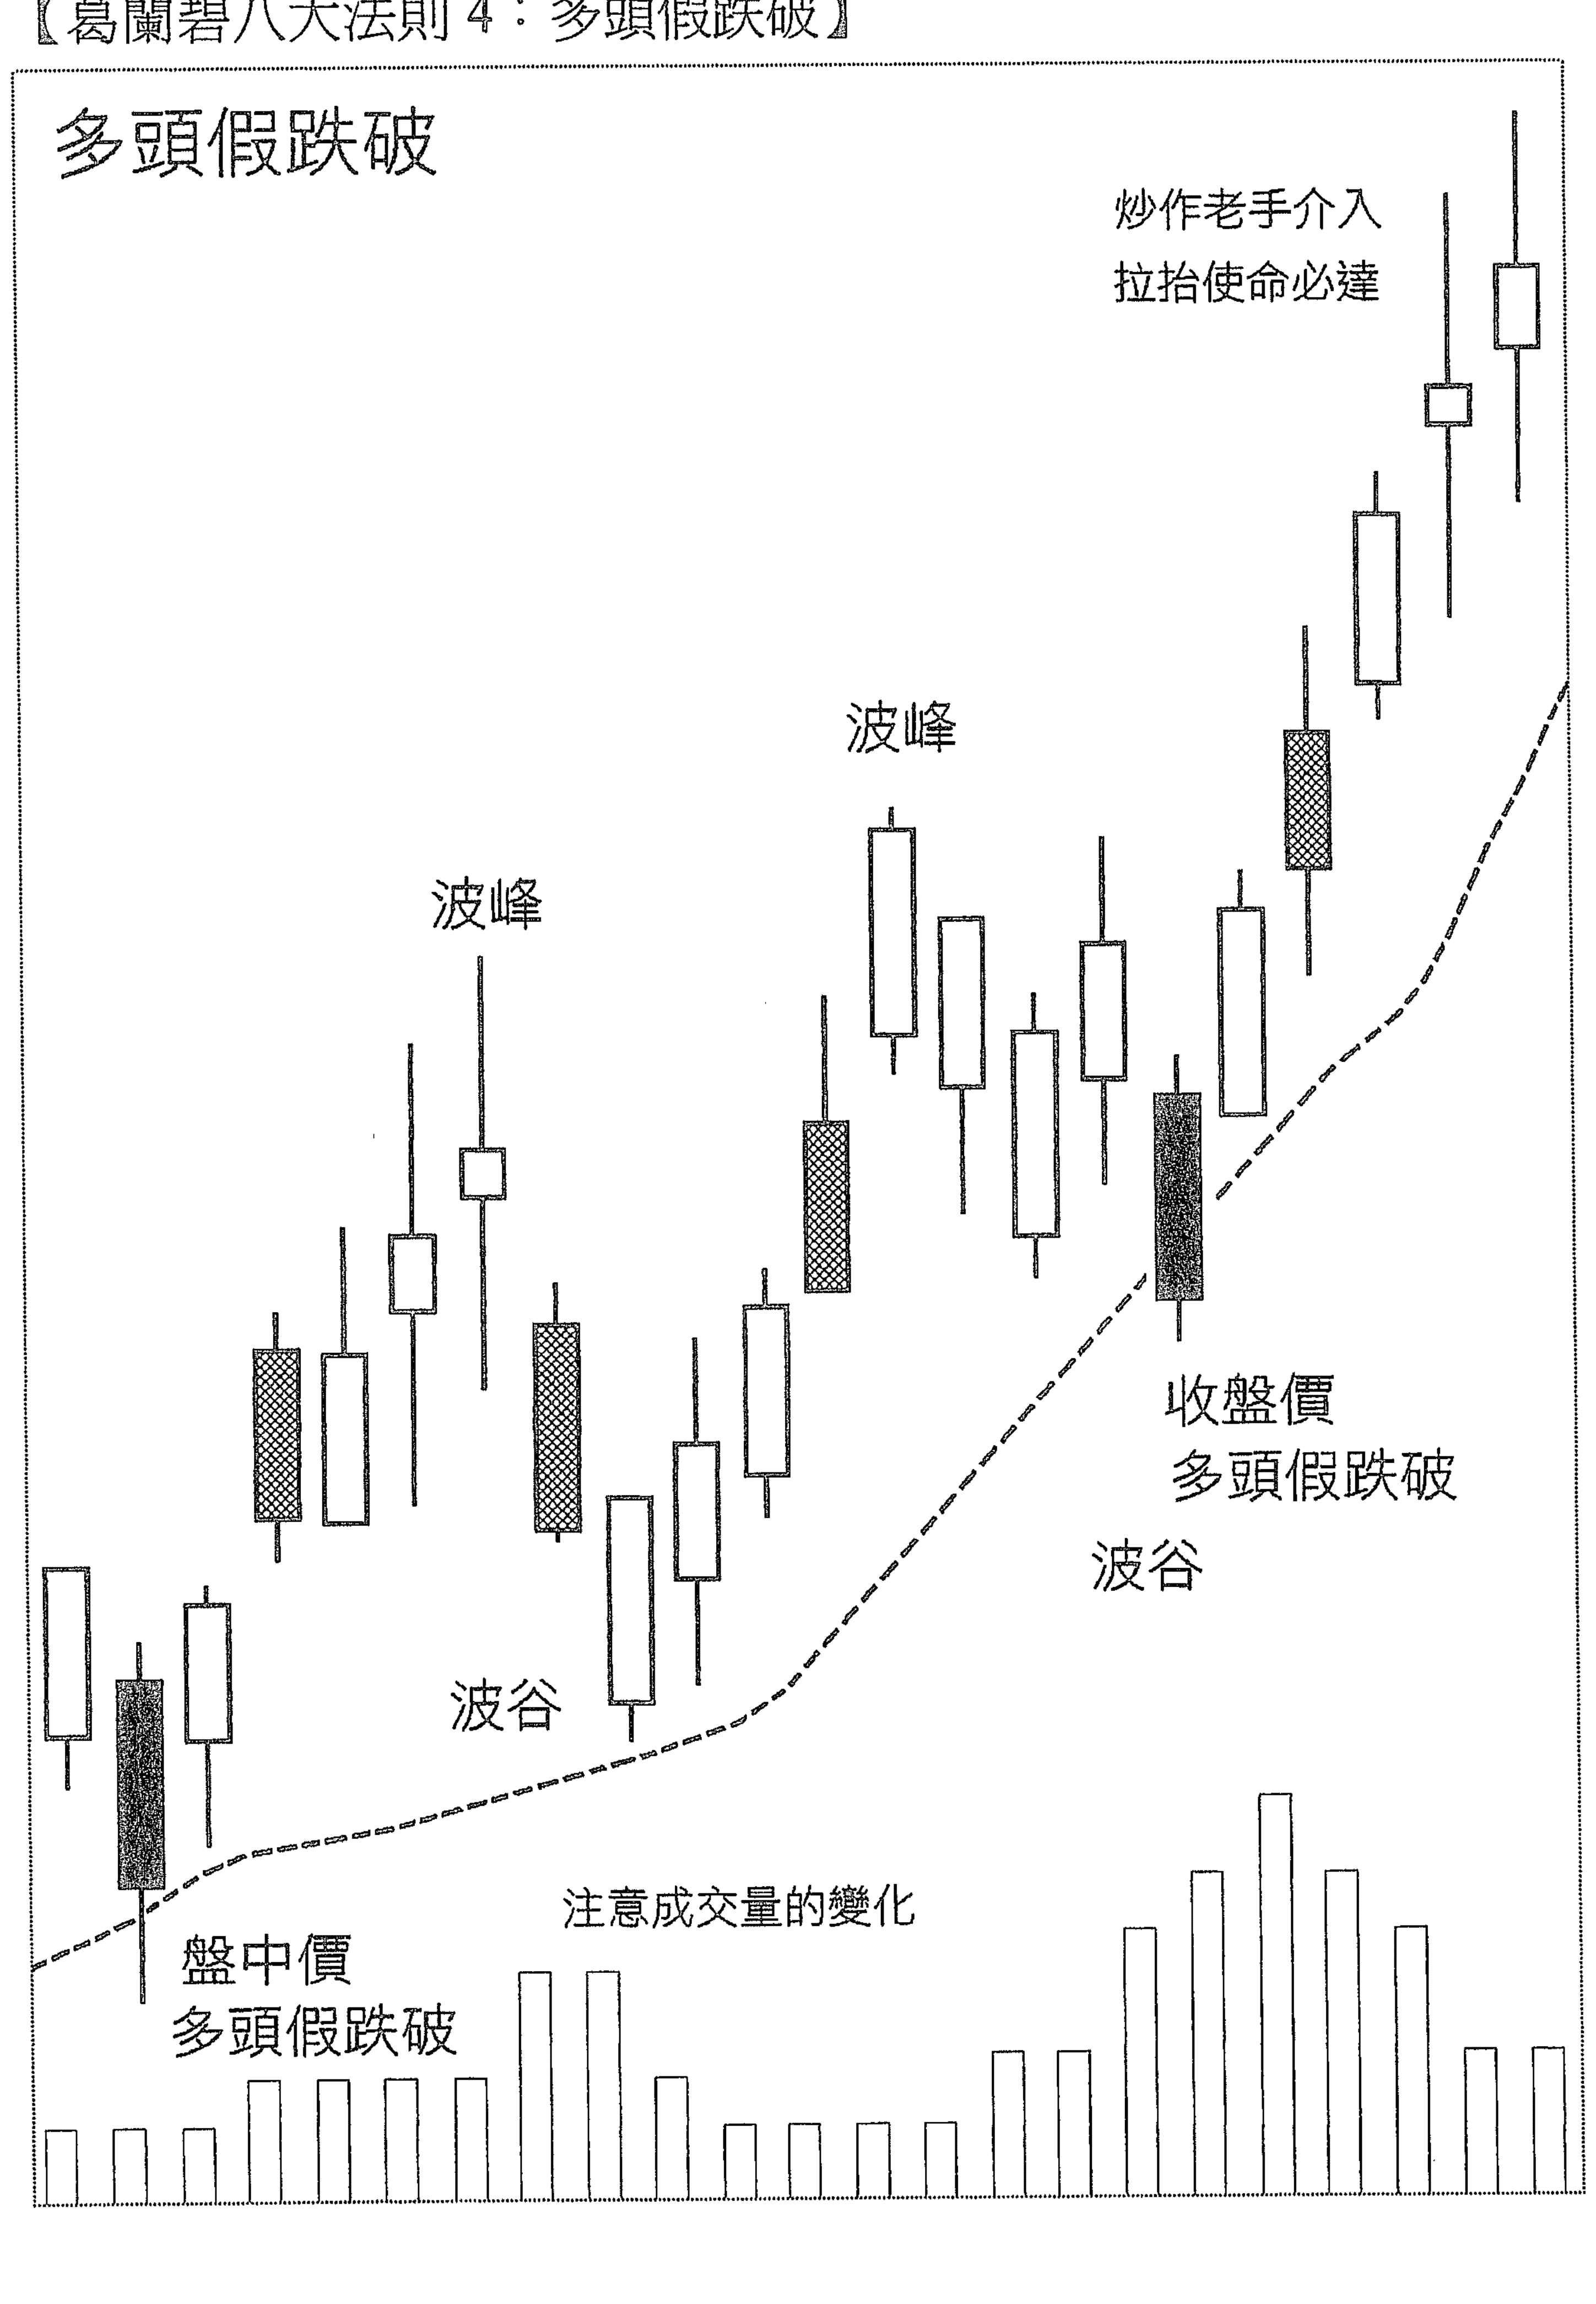 【葛蘭碧八大法則4：多頭假跌破】
多頭假跌破
炒作老手介入
拉抬使命必達
波峰
波峰
收盤價
多頭假跌破
波谷
波谷
注意成交量的變化
盤中價
多頭假跌破